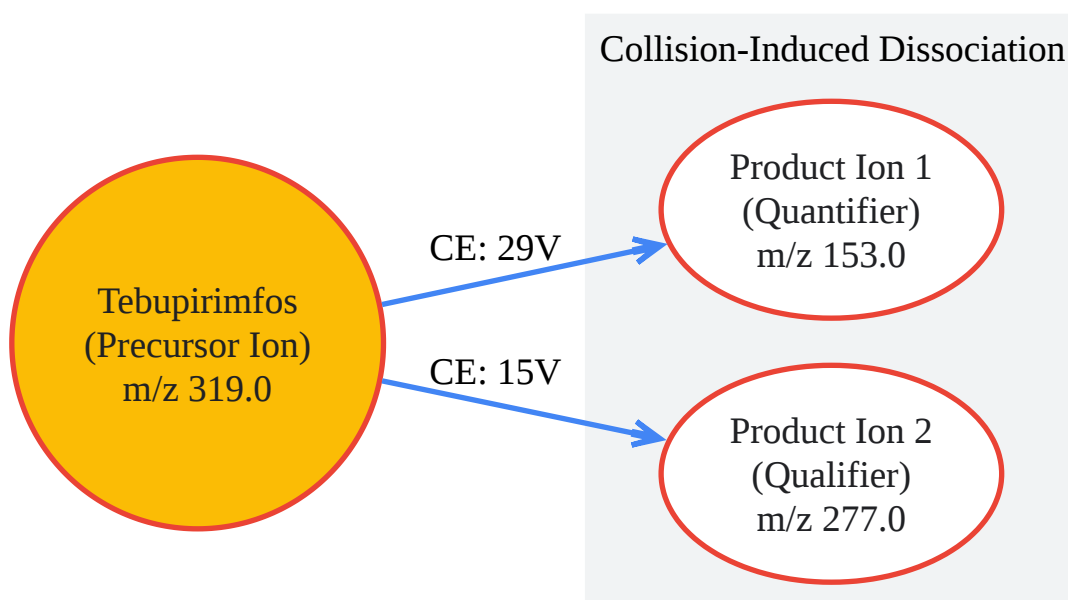 Collision-Induced Dissociation
Product Ion 1
(Quantifier)
m/z 153.0
CE: 29V
Tebupirimfos
(Precursor Ion)
m/z 319.0
CE: 15V
Product Ion 2
(Qualifier)
m/z 277.0